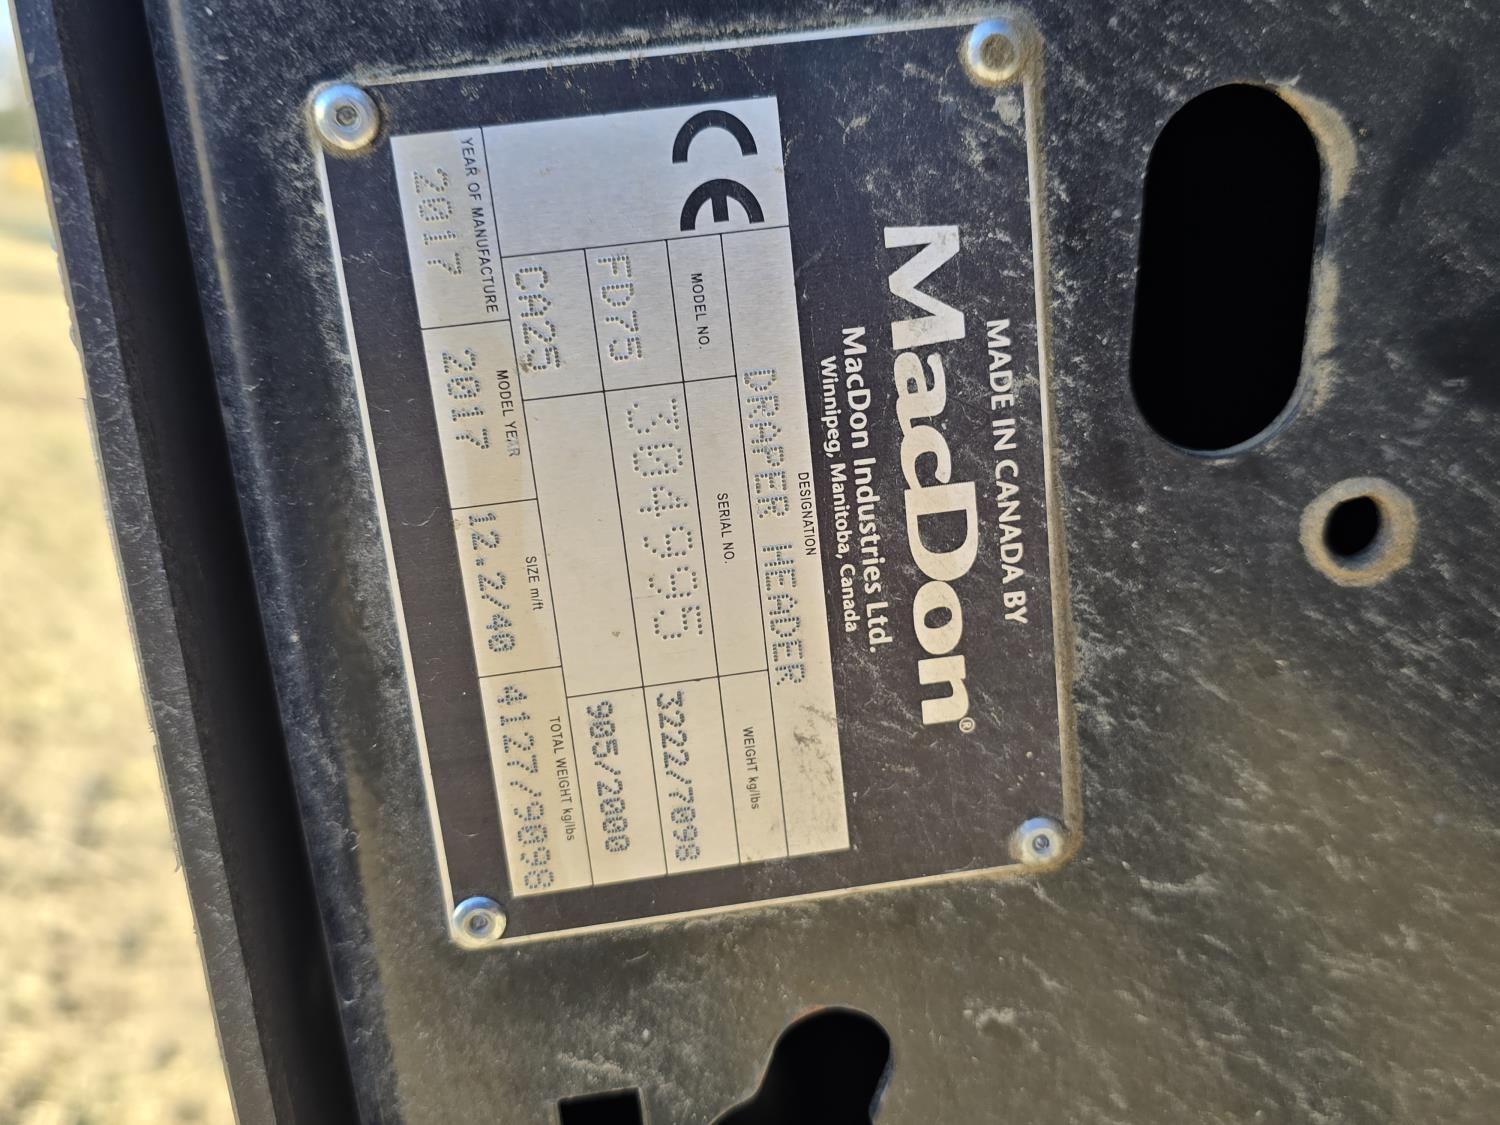 MADE IN CANADA BY
MacDon®
MacDon Industries Ltd.
Winnipeg, Manitoba, Canada
CE
DESIGNATION
DRAPER HEADER
MODEL NO.
SERIAL NO.
WEIGHT kg/lbs
FD75
304995
3222/7098
CA25
905/2000
YEAR OF MANUFACTURE
MODEL YEAR
SIZE m/ft
TOTAL WEIGHT kg/lbs
2017
2017
12.2/40
4127/9098